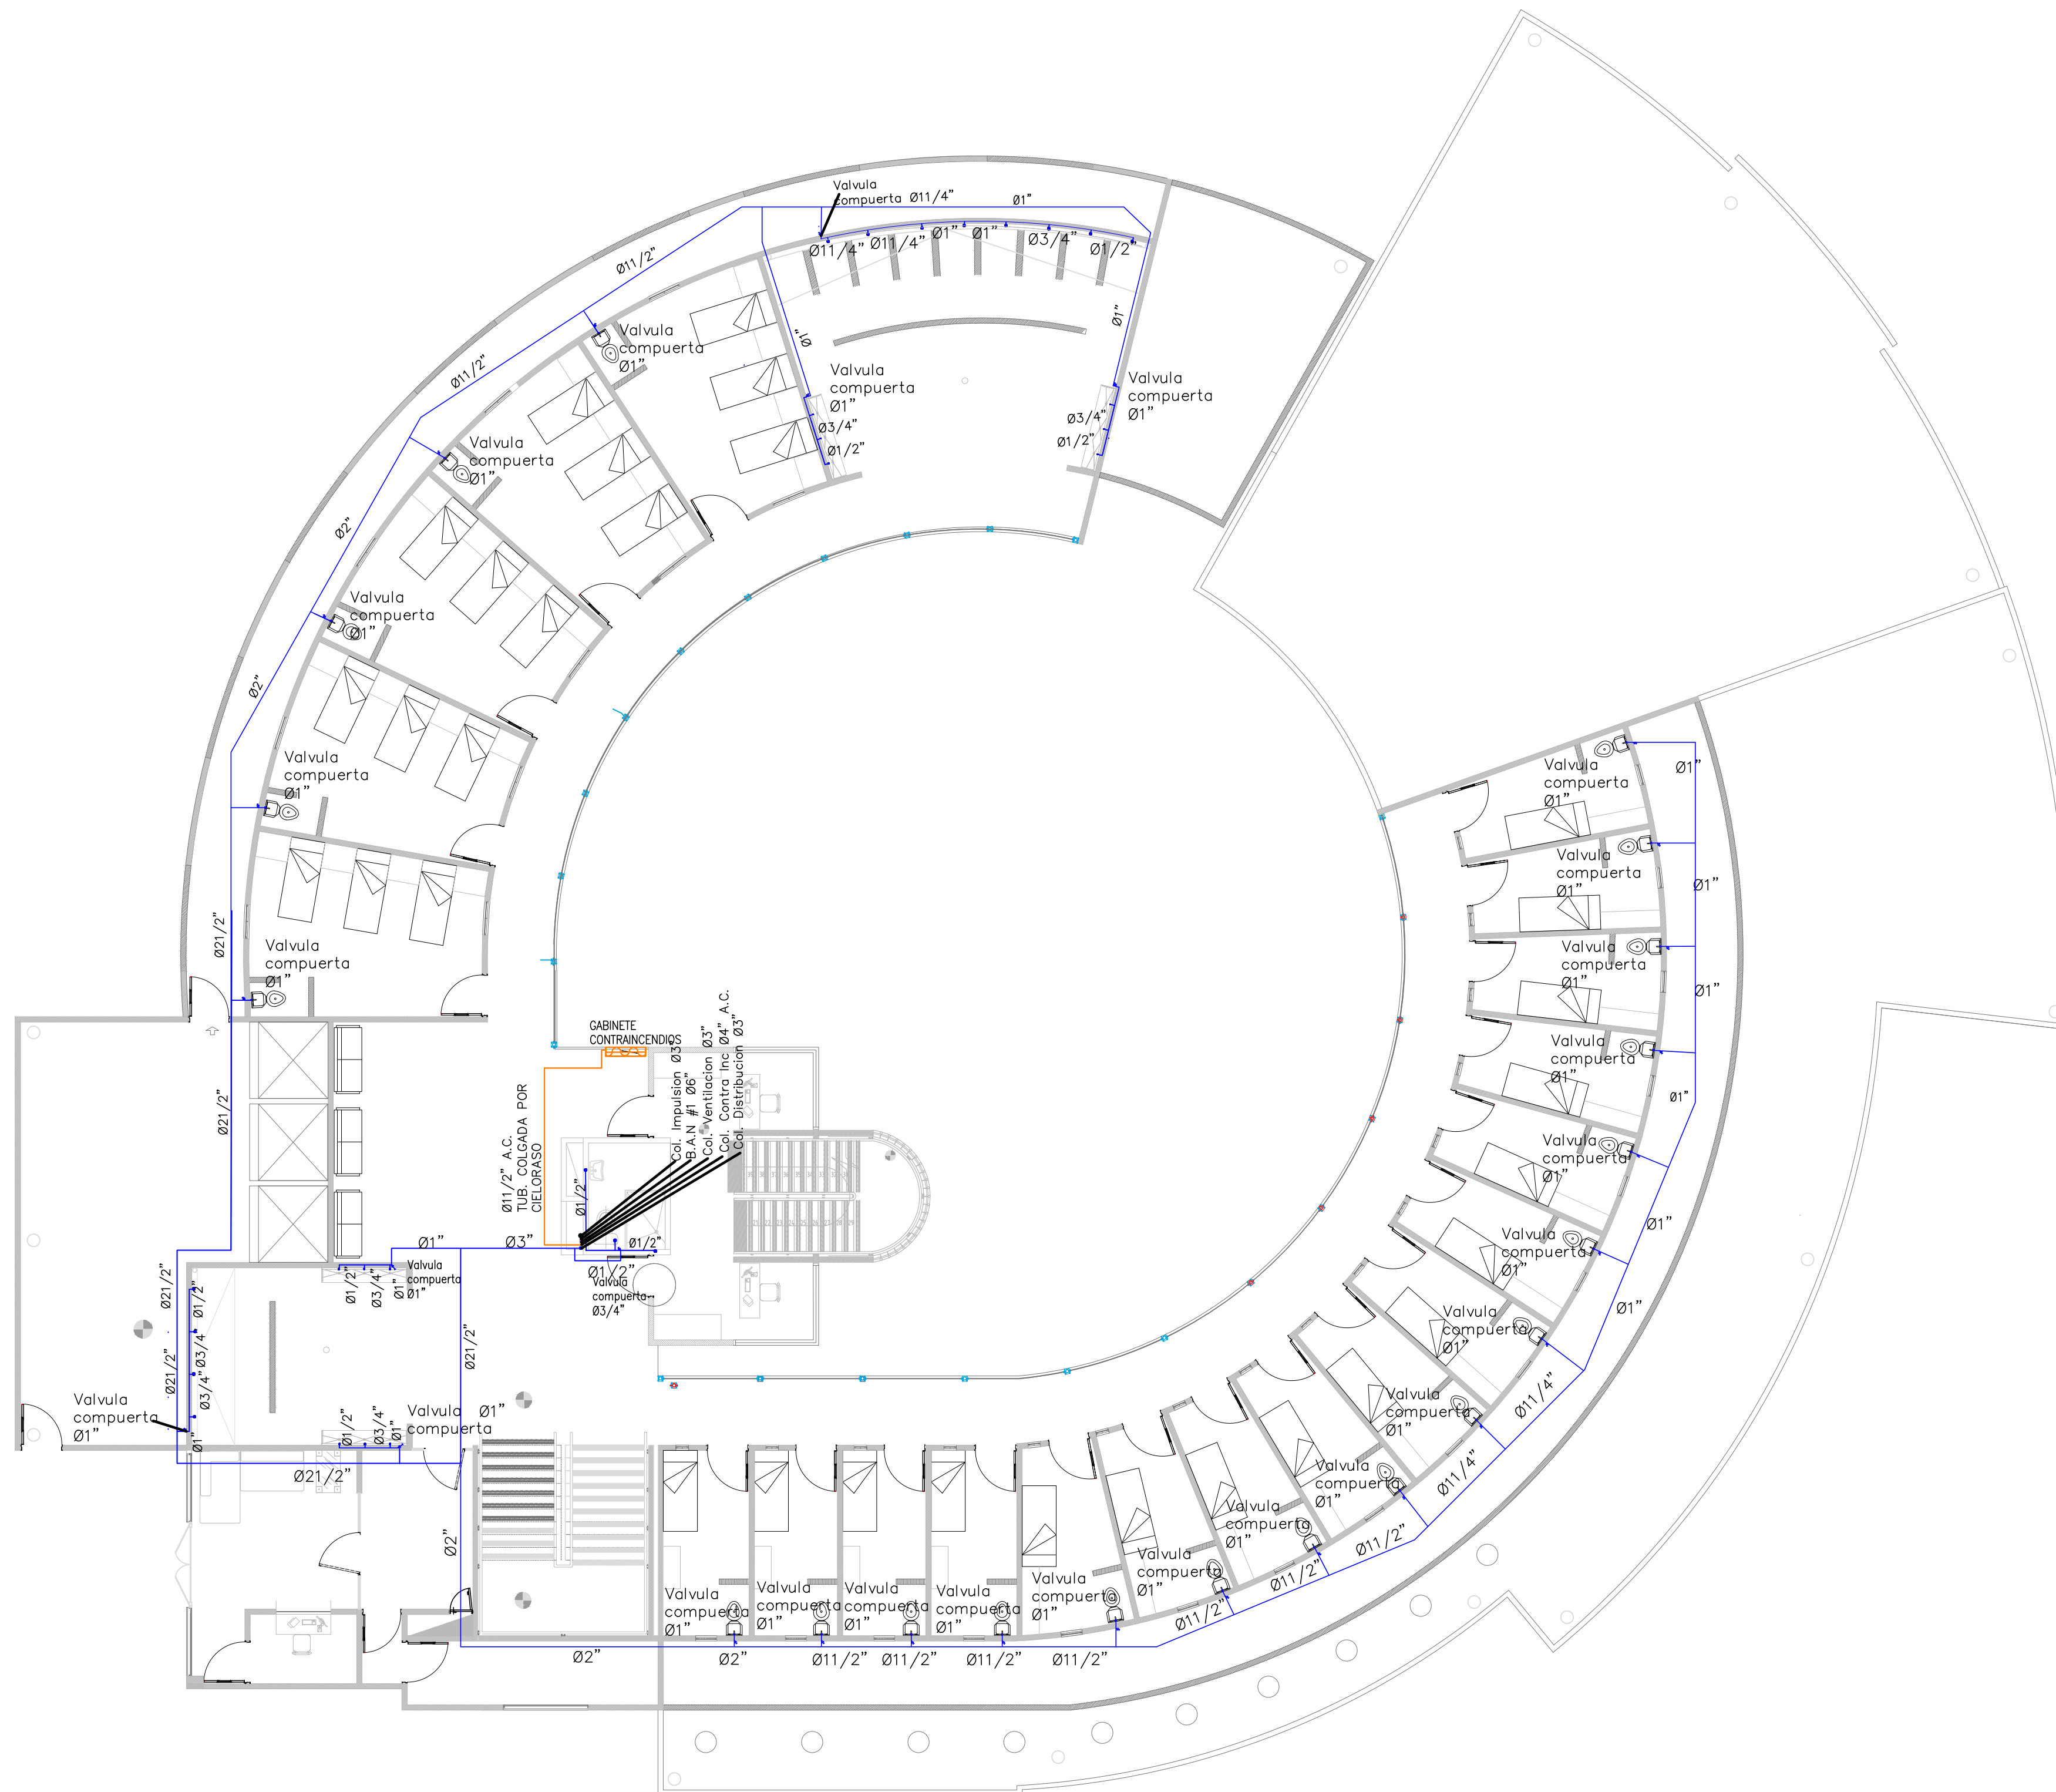 Valvula
compuerta Ø11/4"
Ø1"
Ø11/4"
Ø11/4"
Ø1"
Ø1"
Ø3/4"
Ø1/2"
Ø11/2"
Valvula
compuerta
Ø1"
Ø1"
Ø1"
Valvula
compuerta
Ø1"
Valvula
compuerta
Ø1"
Ø11/2"
Ø3/4"
Ø1/2"
Ø3/4"
Ø1/2"
Valvula
compuerta
Ø1"
Ø2"
Valvula
compuerta
Ø1"
Ø2"
Valvula
compuerta
Ø1"
Ø21/2"
Valvula
compuerta
Ø1"
Ø21/2"
GABINETE
CONTRAINCENDIOS
Col. Impulsion Ø3"
B.A.N #1 Ø6"
Col. Ventilacion Ø3"
Col. Contra Inc Ø4" A.C.
Col. Distribucion Ø3"
Ø11/2" A.C.
TUB. COLGADA POR
CIELORASO
Ø1/2"
Ø1/2"
Ø1"
Ø3"
Ø11/2"
Valvula
compuerta
Ø3/4"
Valvula
compuerta
Ø1"
Ø1/2"
Ø3/4"
Ø1"
Ø21/2"
Ø1/2"
Ø21/2"
Ø3/4
Ø3/4"
Ø21/2"
Valvula
compuerta
Ø1"
Ø1"
Valvula Ø1"
compuerta
Ø1/2"
Ø3/4"
Ø1"
Ø21/2"
Ø2"
Ø2"
Ø2"
Ø11/2"
Ø11/2"
Ø11/2"
Ø11/2"
Valvula
compuerta
Ø1"
Valvula
compuerta
Ø1"
Valvula
compuerta
Ø1"
Valvula
compuerta
Ø1"
Valvula
compuerta
Ø1"
Valvula
compuerta
Ø1"
Ø11/2"
Valvula
compuerta
Ø1"
Ø11/2"
Valvula
compuerta
Ø1"
Ø11/2"
Valvula
compuerta
Ø1"
Ø11/4"
Valvula
compuerta
Ø1"
Ø11/4"
Valvula
compuerta
Ø1"
Ø1"
Valvula
compuerta
Ø1"
Ø1"
Valvula
compuerta
Ø1"
Ø1"
Valvula
compuerta
Ø1"
Ø1"
Valvula
compuerta
Ø1"
Ø1"
Valvula
compuerta
Ø1"
Ø1"